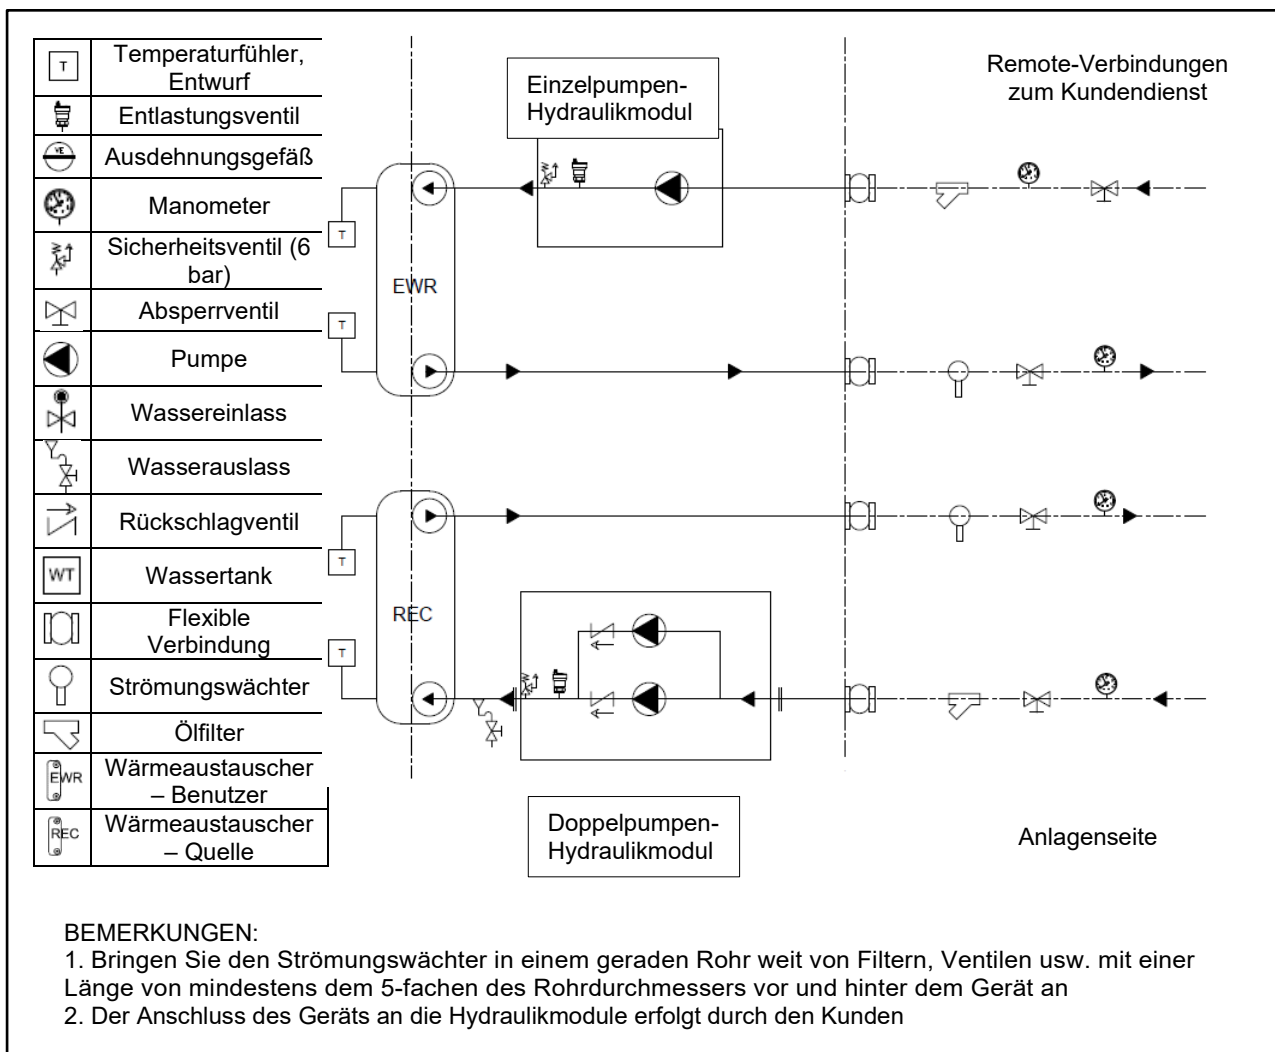 T
Temperaturfühler,
Entwurf
Entlastungsventil
VE
Ausdehnungsgefäß
Manometer
Sicherheitsventil (6
bar)
Absperrventil
Pumpe
Wassereinlass
Wasserauslass
Rückschlagventil
WT
Wassertank
Flexible
Verbindung
Strömungswächter
Ölfilter
EWR
Wärmeaustauscher
– Benutzer
REC
Wärmeaustauscher
– Quelle
Einzelpumpen-
Hydraulikmodul
Remote-Verbindungen
zum Kundendienst
T
EWR
T
T
REC
T
Doppelpumpen-
Hydraulikmodul
Anlagenseite
BEMERKUNGEN:
1. Bringen Sie den Strömungswächter in einem geraden Rohr weit von Filtern, Ventilen usw. mit einer
Länge von mindestens dem 5-fachen des Rohrdurchmessers vor und hinter dem Gerät an
2. Der Anschluss des Geräts an die Hydraulikmodule erfolgt durch den Kunden